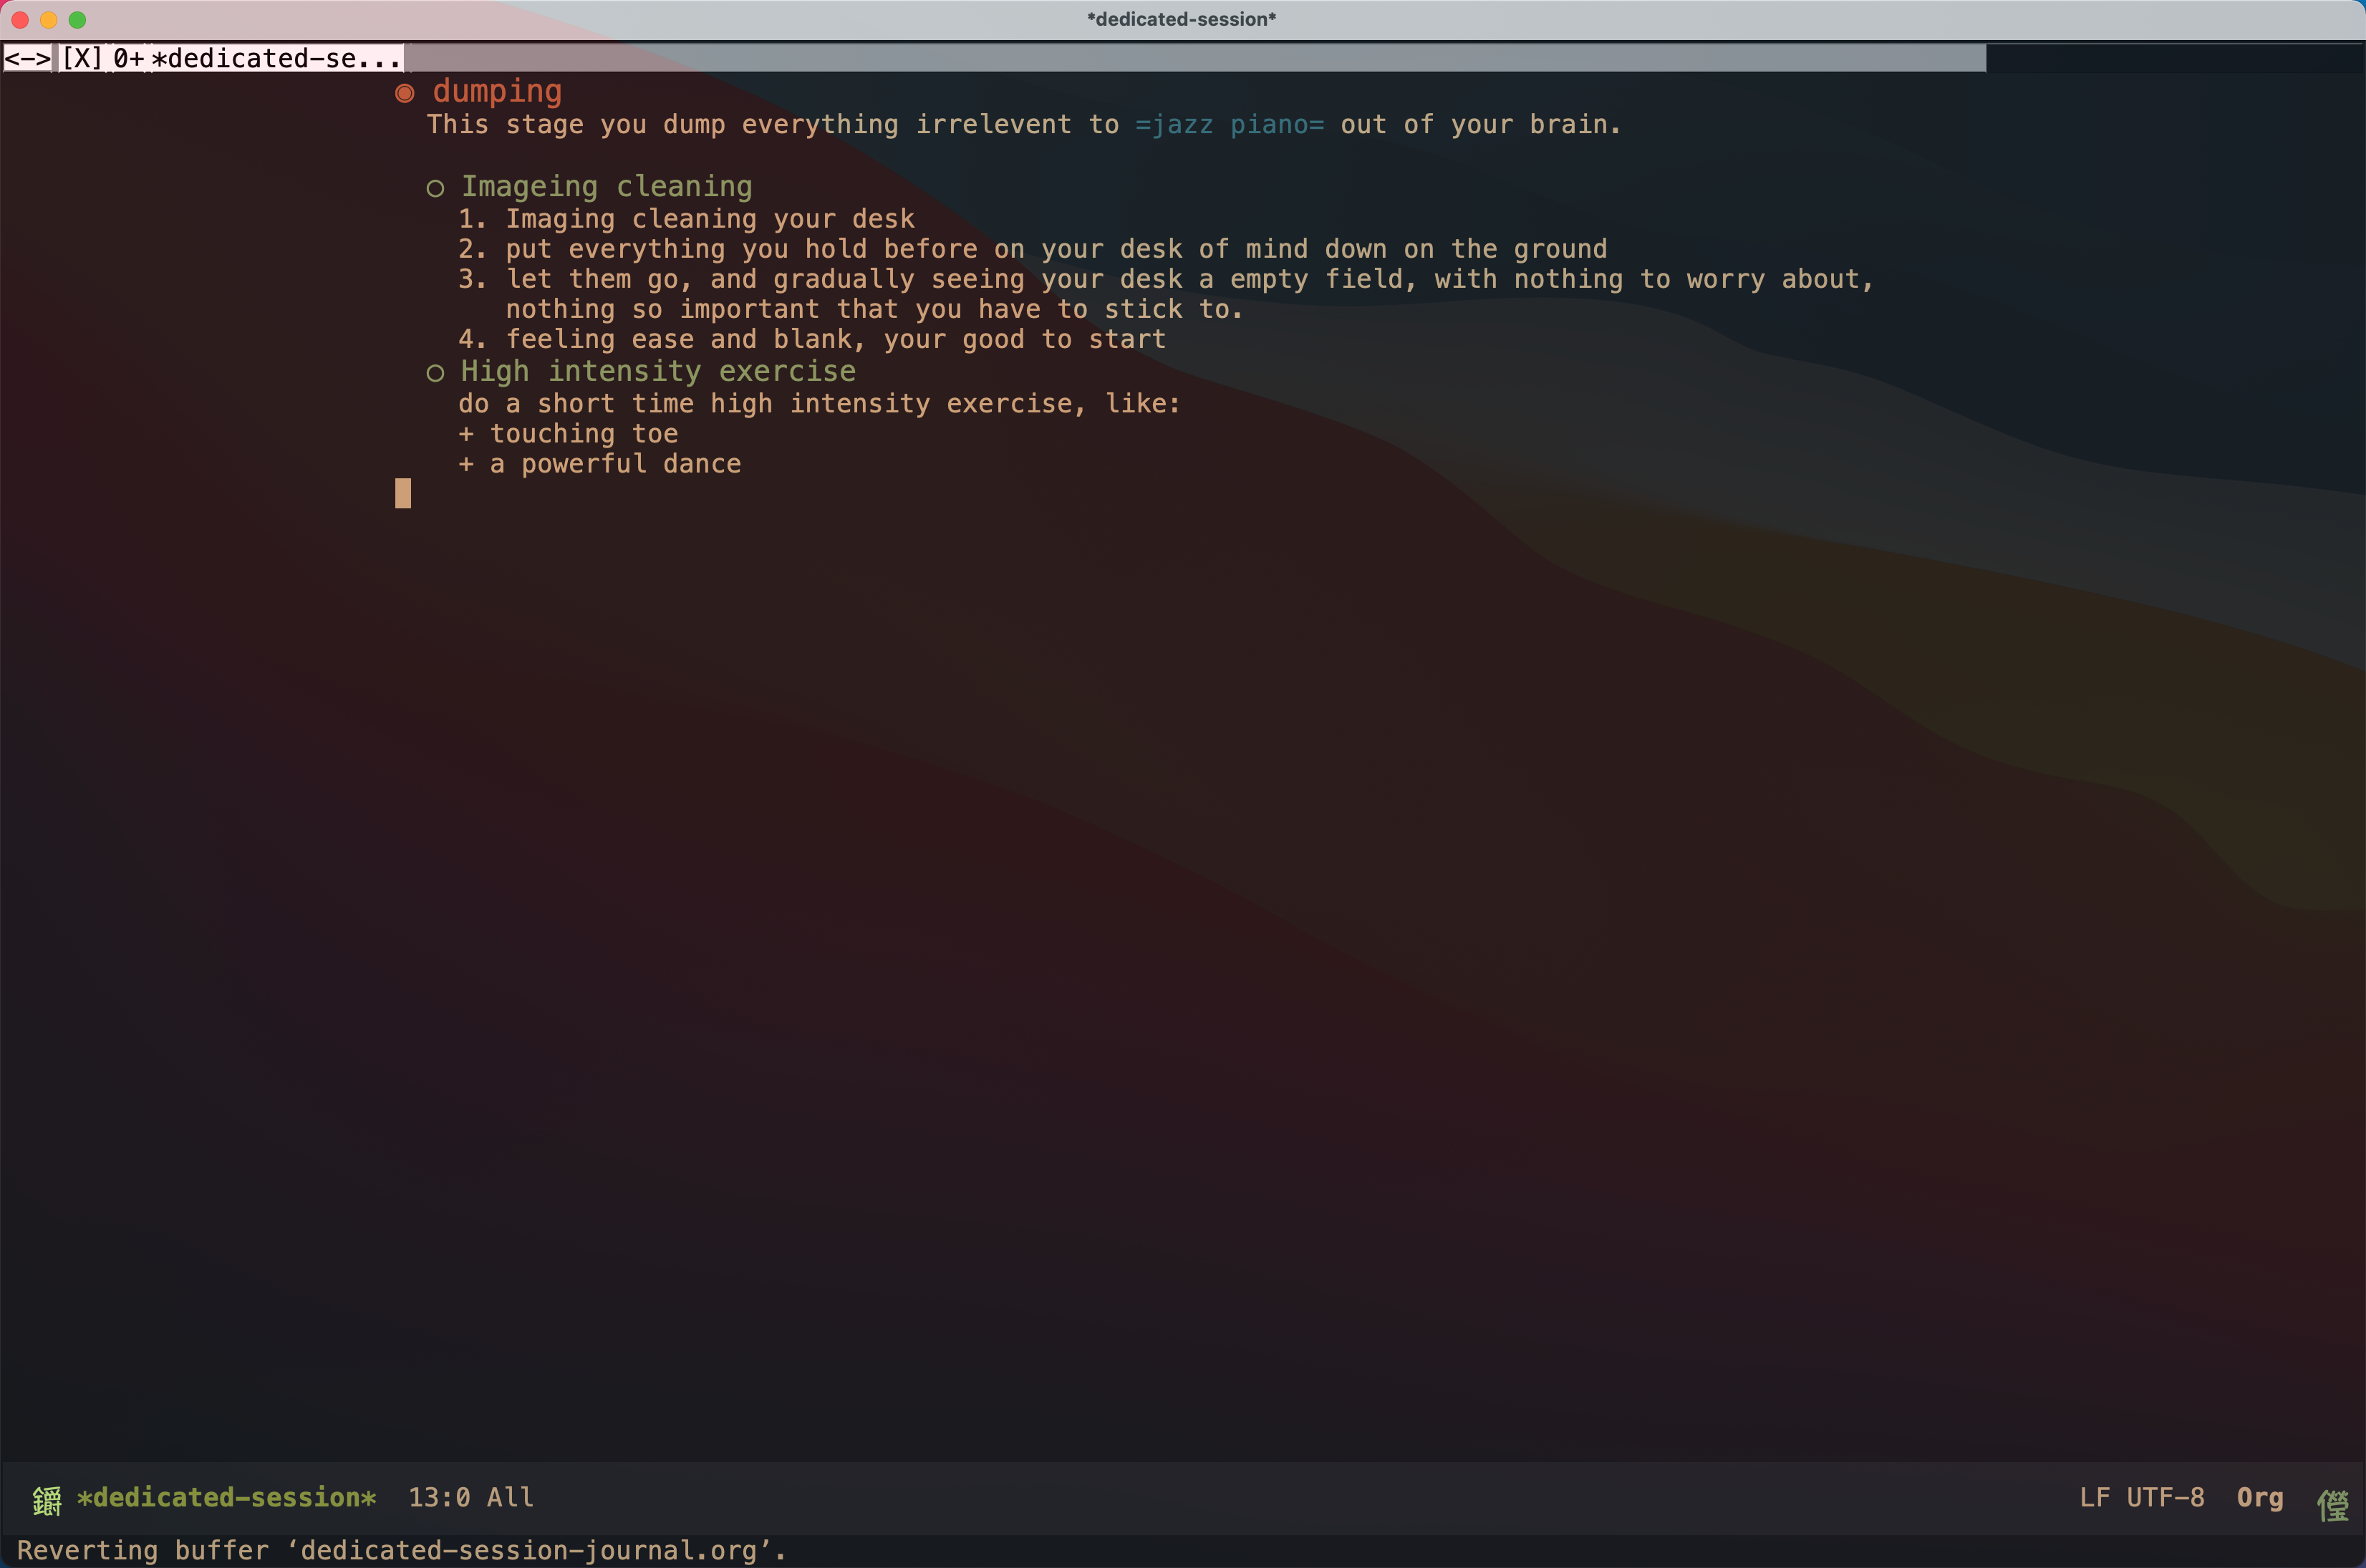 *dedicated-session*
<-> [X] 0+ *dedicated-se...
◉ dumping
This stage you dump everything irrelevent to =jazz piano= out of your brain.
○ Imageing cleaning
1. Imaging cleaning your desk
2. put everything you hold before on your desk of mind down on the ground
3. let them go, and gradually seeing your desk a empty field, with nothing to worry about,
nothing so important that you have to stick to.
4. feeling ease and blank, your good to start
○ High intensity exercise
do a short time high intensity exercise, like:
+ touching toe
+ a powerful dance
*dedicated-session* 13:0 All LF UTF-8 Org
Reverting buffer ‘dedicated-session-journal.org’.